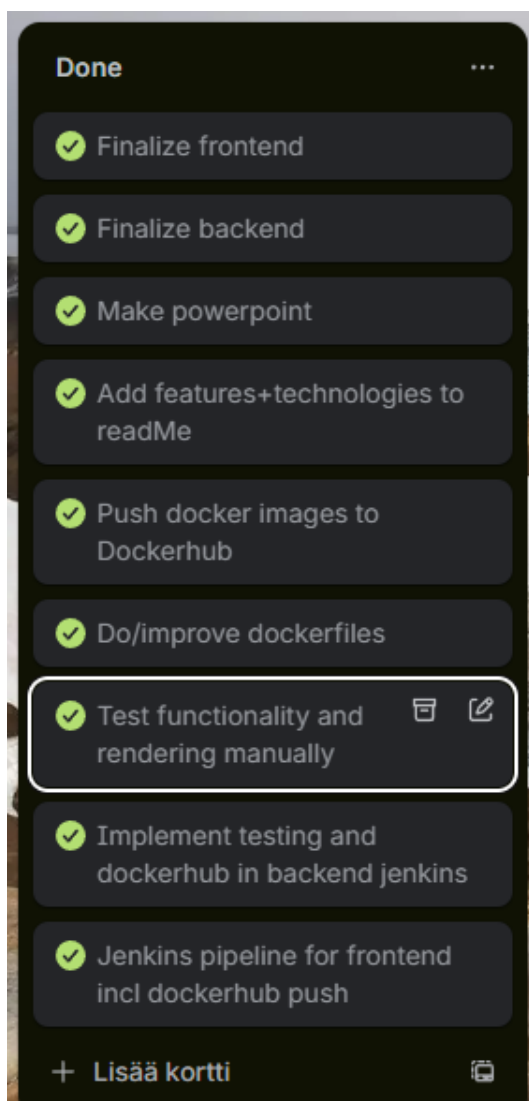 Done
Finalize frontend
Finalize backend
Make powerpoint
Add features+technologies to
readMe
Push docker images to
Dockerhub
Do/improve dockerfiles
Test functionality and
rendering manually
Implement testing and
dockerhub in backend jenkins
Jenkins pipeline for frontend
incl dockerhub push
Lisää kortti